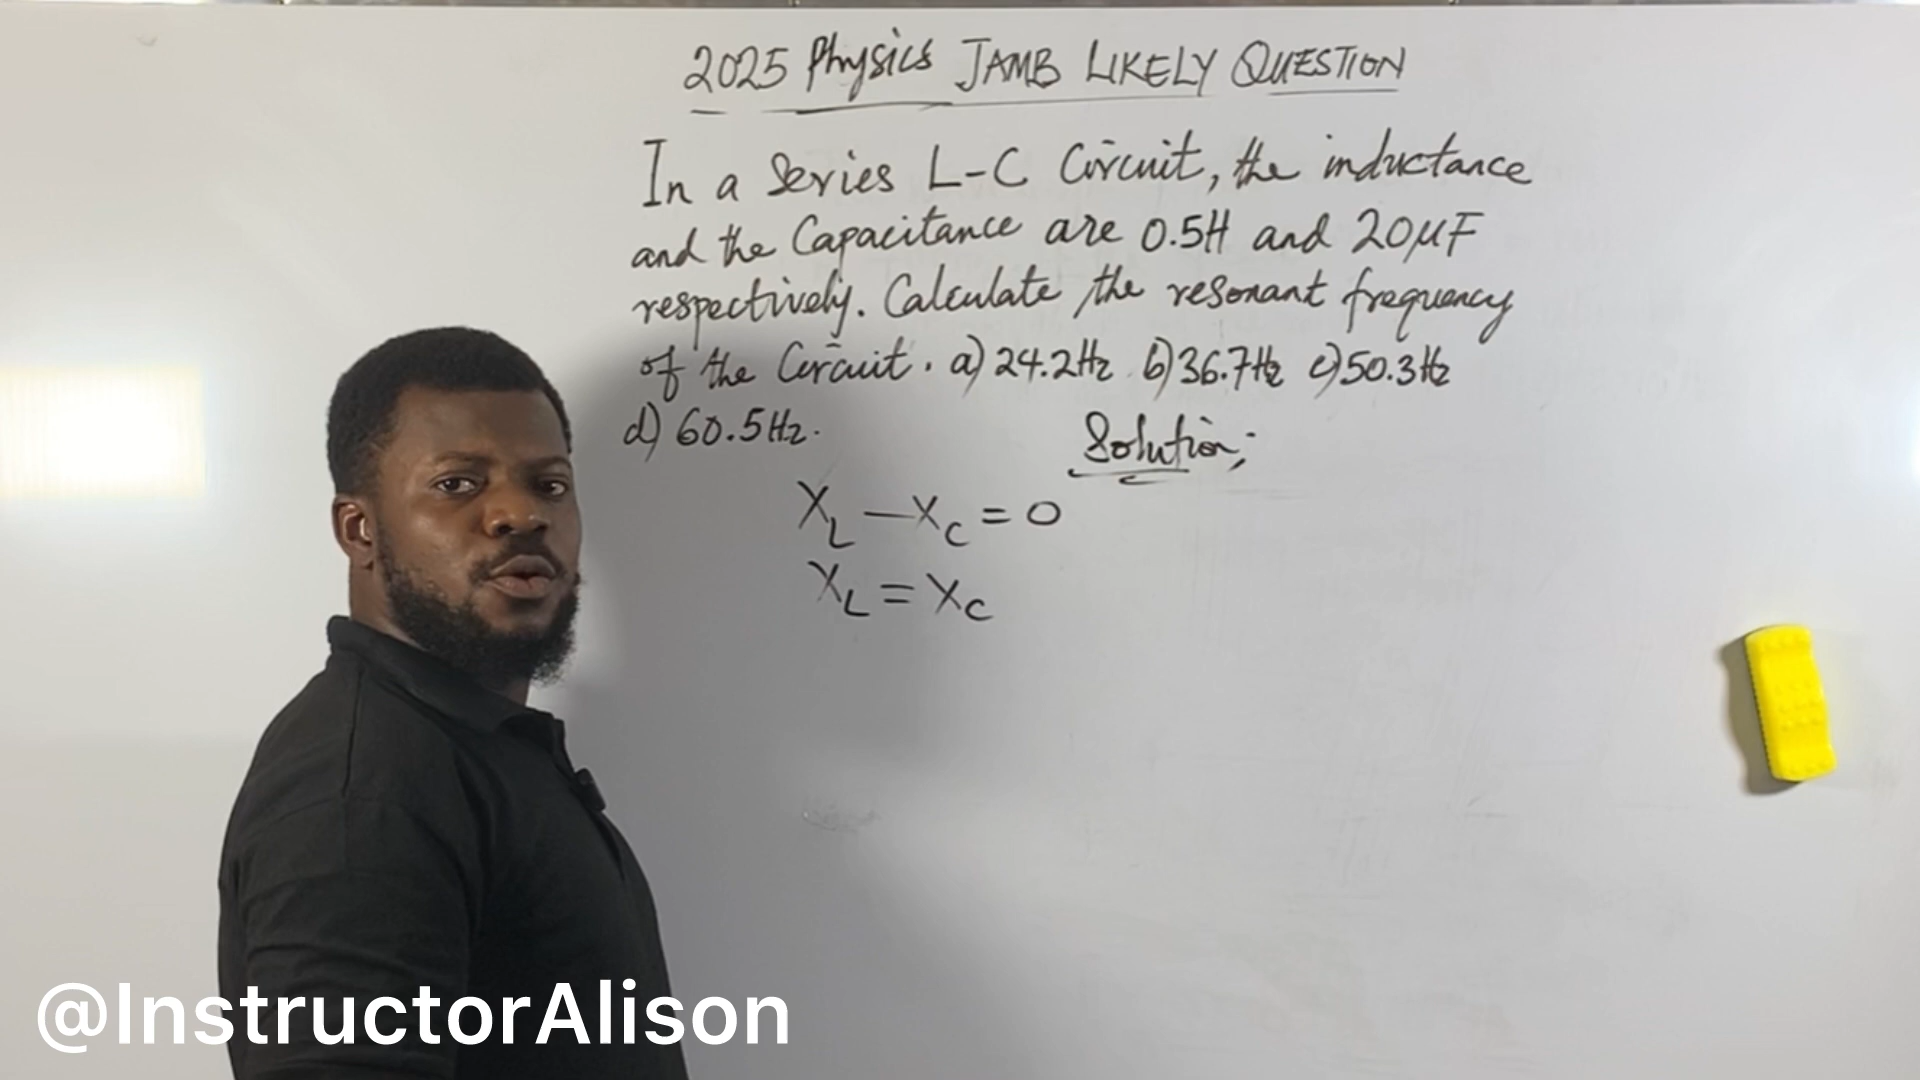 2025 Physics JAMB LIKELY QUESTION
In a Series L-C Circuit, the inductance
and the Capacitance are 0.5H and 20μF
respectively. Calculate the resonant frequency
of the Circuit. a) 24.2Hz b) 36.7Hz c) 50.3Hz
d) 60.5Hz.
Solution;
X_L — X_C = 0
X_L = X_C
@InstructorAlison